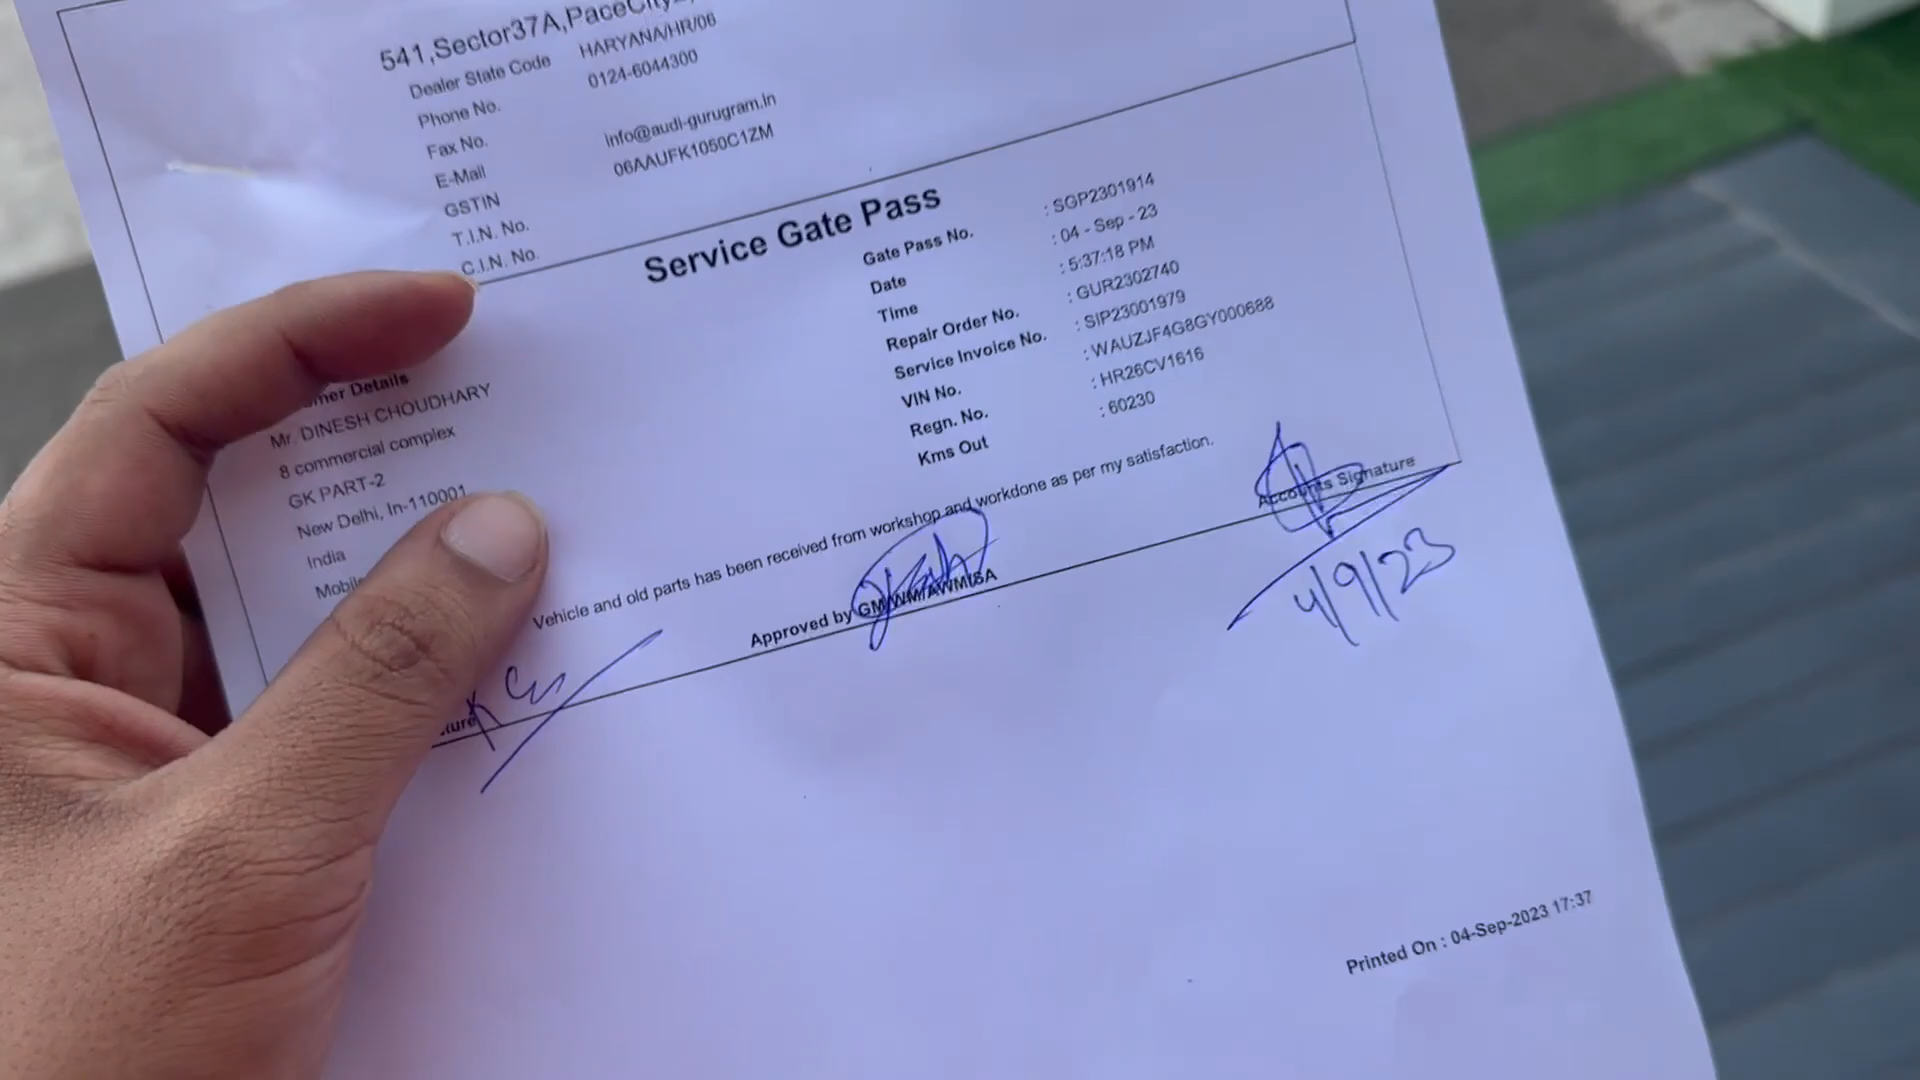 541,Sector37A,PaceCity
Dealer State Code HARYANA/HR/06
Phone No. 0124-6044300
Fax No.
E-Mail info@audi-gurugram.in
GSTIN 06AAUFK1050C1ZM
T.I.N. No.
C.I.N. No.
Service Gate Pass
Gate Pass No. : SGP2301914
Date : 04 - Sep - 23
Time : 5:37:18 PM
Repair Order No. : GUR2302740
Service Invoice No. : SIP23001979
VIN No. : WAUZJF4G8GY000688
Regn. No. : HR26CV1616
Kms Out : 60230
Details
Mr. DINESH CHOUDHARY
8 commercial complex
GK PART-2
New Delhi, In-110001
India
Vehicle and old parts has been received from workshop and workdone as per my satisfaction.
Approved by GM/WM/AWM/SA
Accounts Signature
4/9/23
Printed On : 04-Sep-2023 17:37